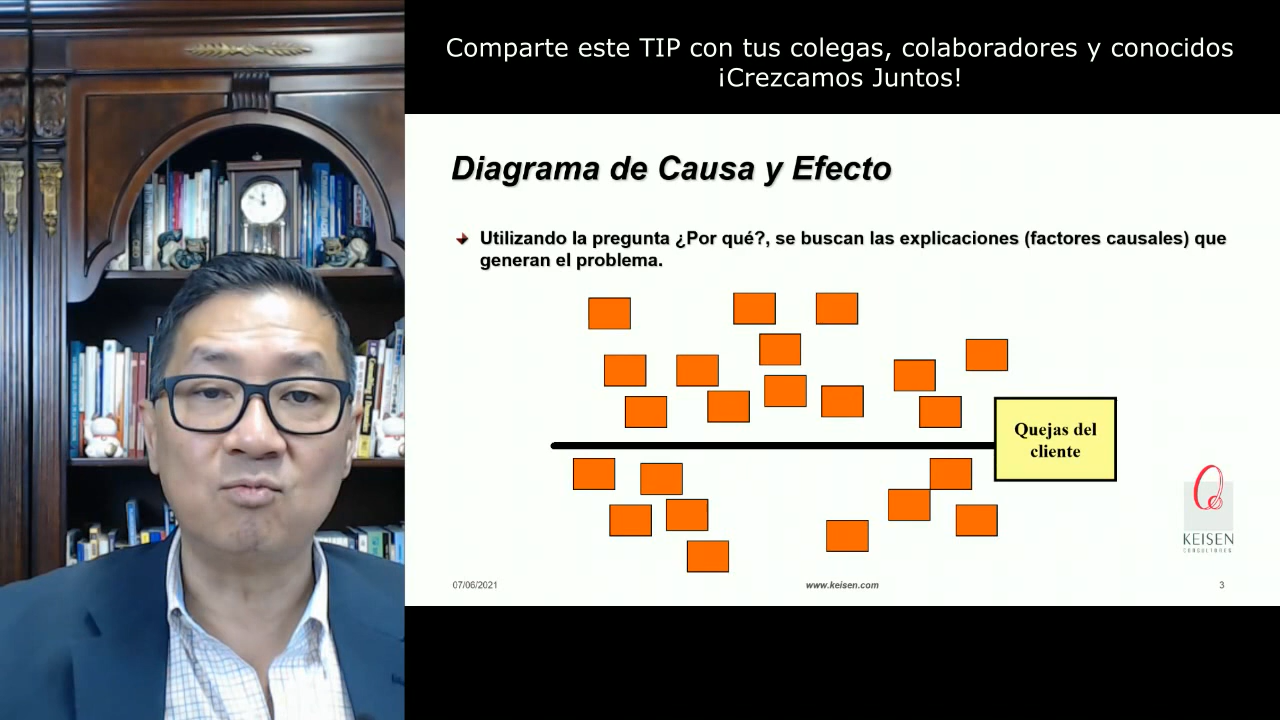 Comparte este TIP con tus colegas, colaboradores y conocidos
¡Crezcamos Juntos!
Diagrama de Causa y Efecto
Utilizando la pregunta ¿Por qué?, se buscan las explicaciones (factores causales) que
generan el problema.
Quejas del
cliente
KEISEN
CONSULTORES
07/06/2021
www.keisen.com
3